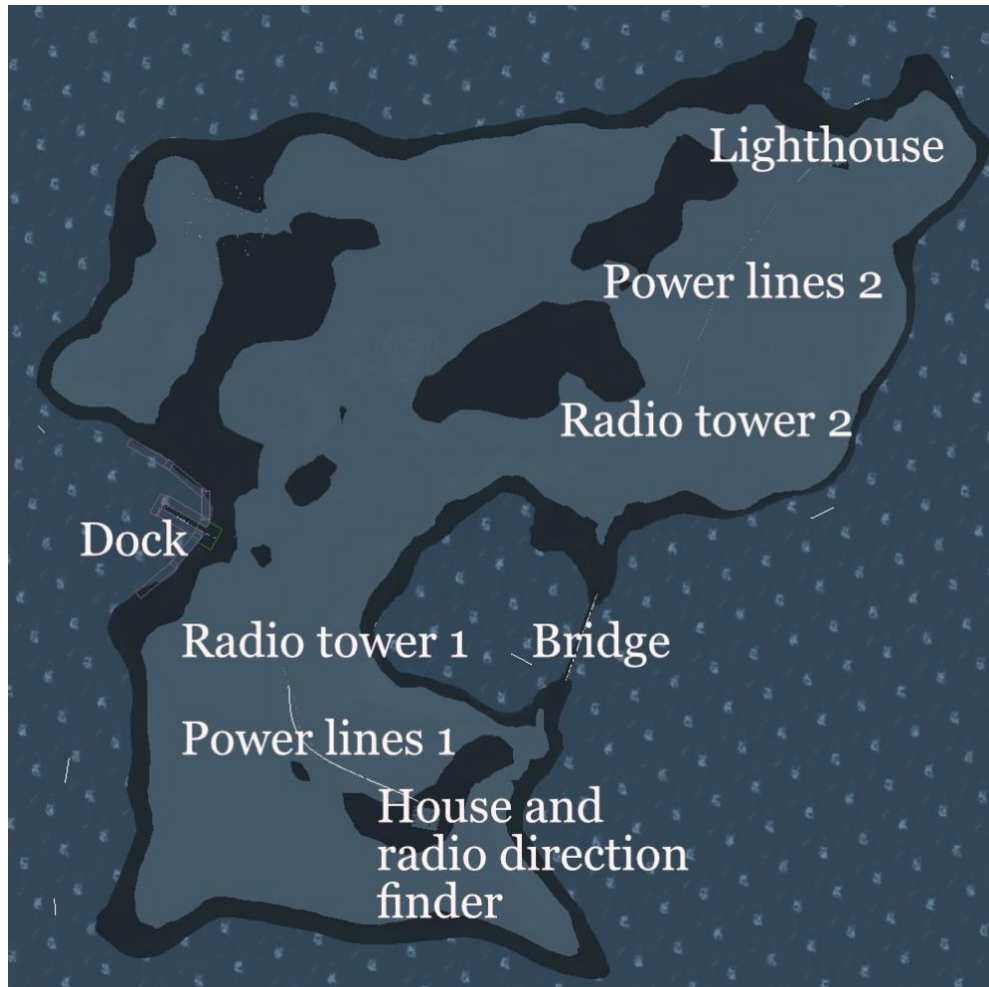 Lighthouse
Power lines 2
Radio tower 2
Dock
Radio tower 1
Bridge
Power lines 1
House and
radio direction
finder